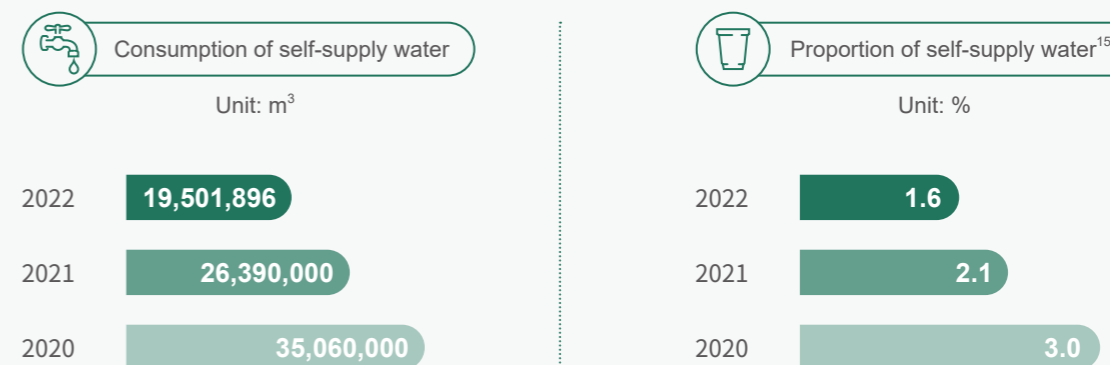 Consumption of self-supply water
Unit: m³
2022 19,501,896
2021 26,390,000
2020 35,060,000
Proportion of self-supply water¹⁵
Unit: %
2022 1.6
2021 2.1
2020 3.0